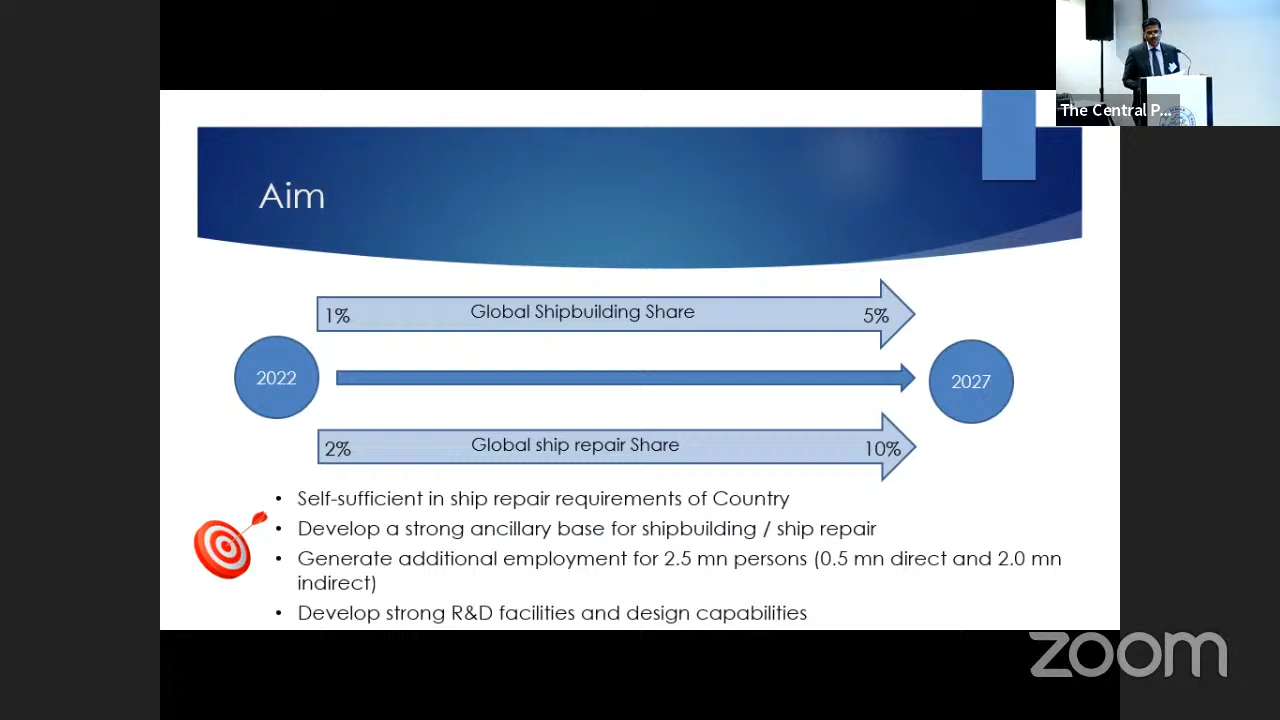 The Central P...
Aim
1%
Global Shipbuilding Share
5%
2022
2027
2%
Global ship repair Share
10%
• Self-sufficient in ship repair requirements of Country
• Develop a strong ancillary base for shipbuilding / ship repair
• Generate additional employment for 2.5 mn persons (0.5 mn direct and 2.0 mn
indirect)
• Develop strong R&D facilities and design capabilities
zoom